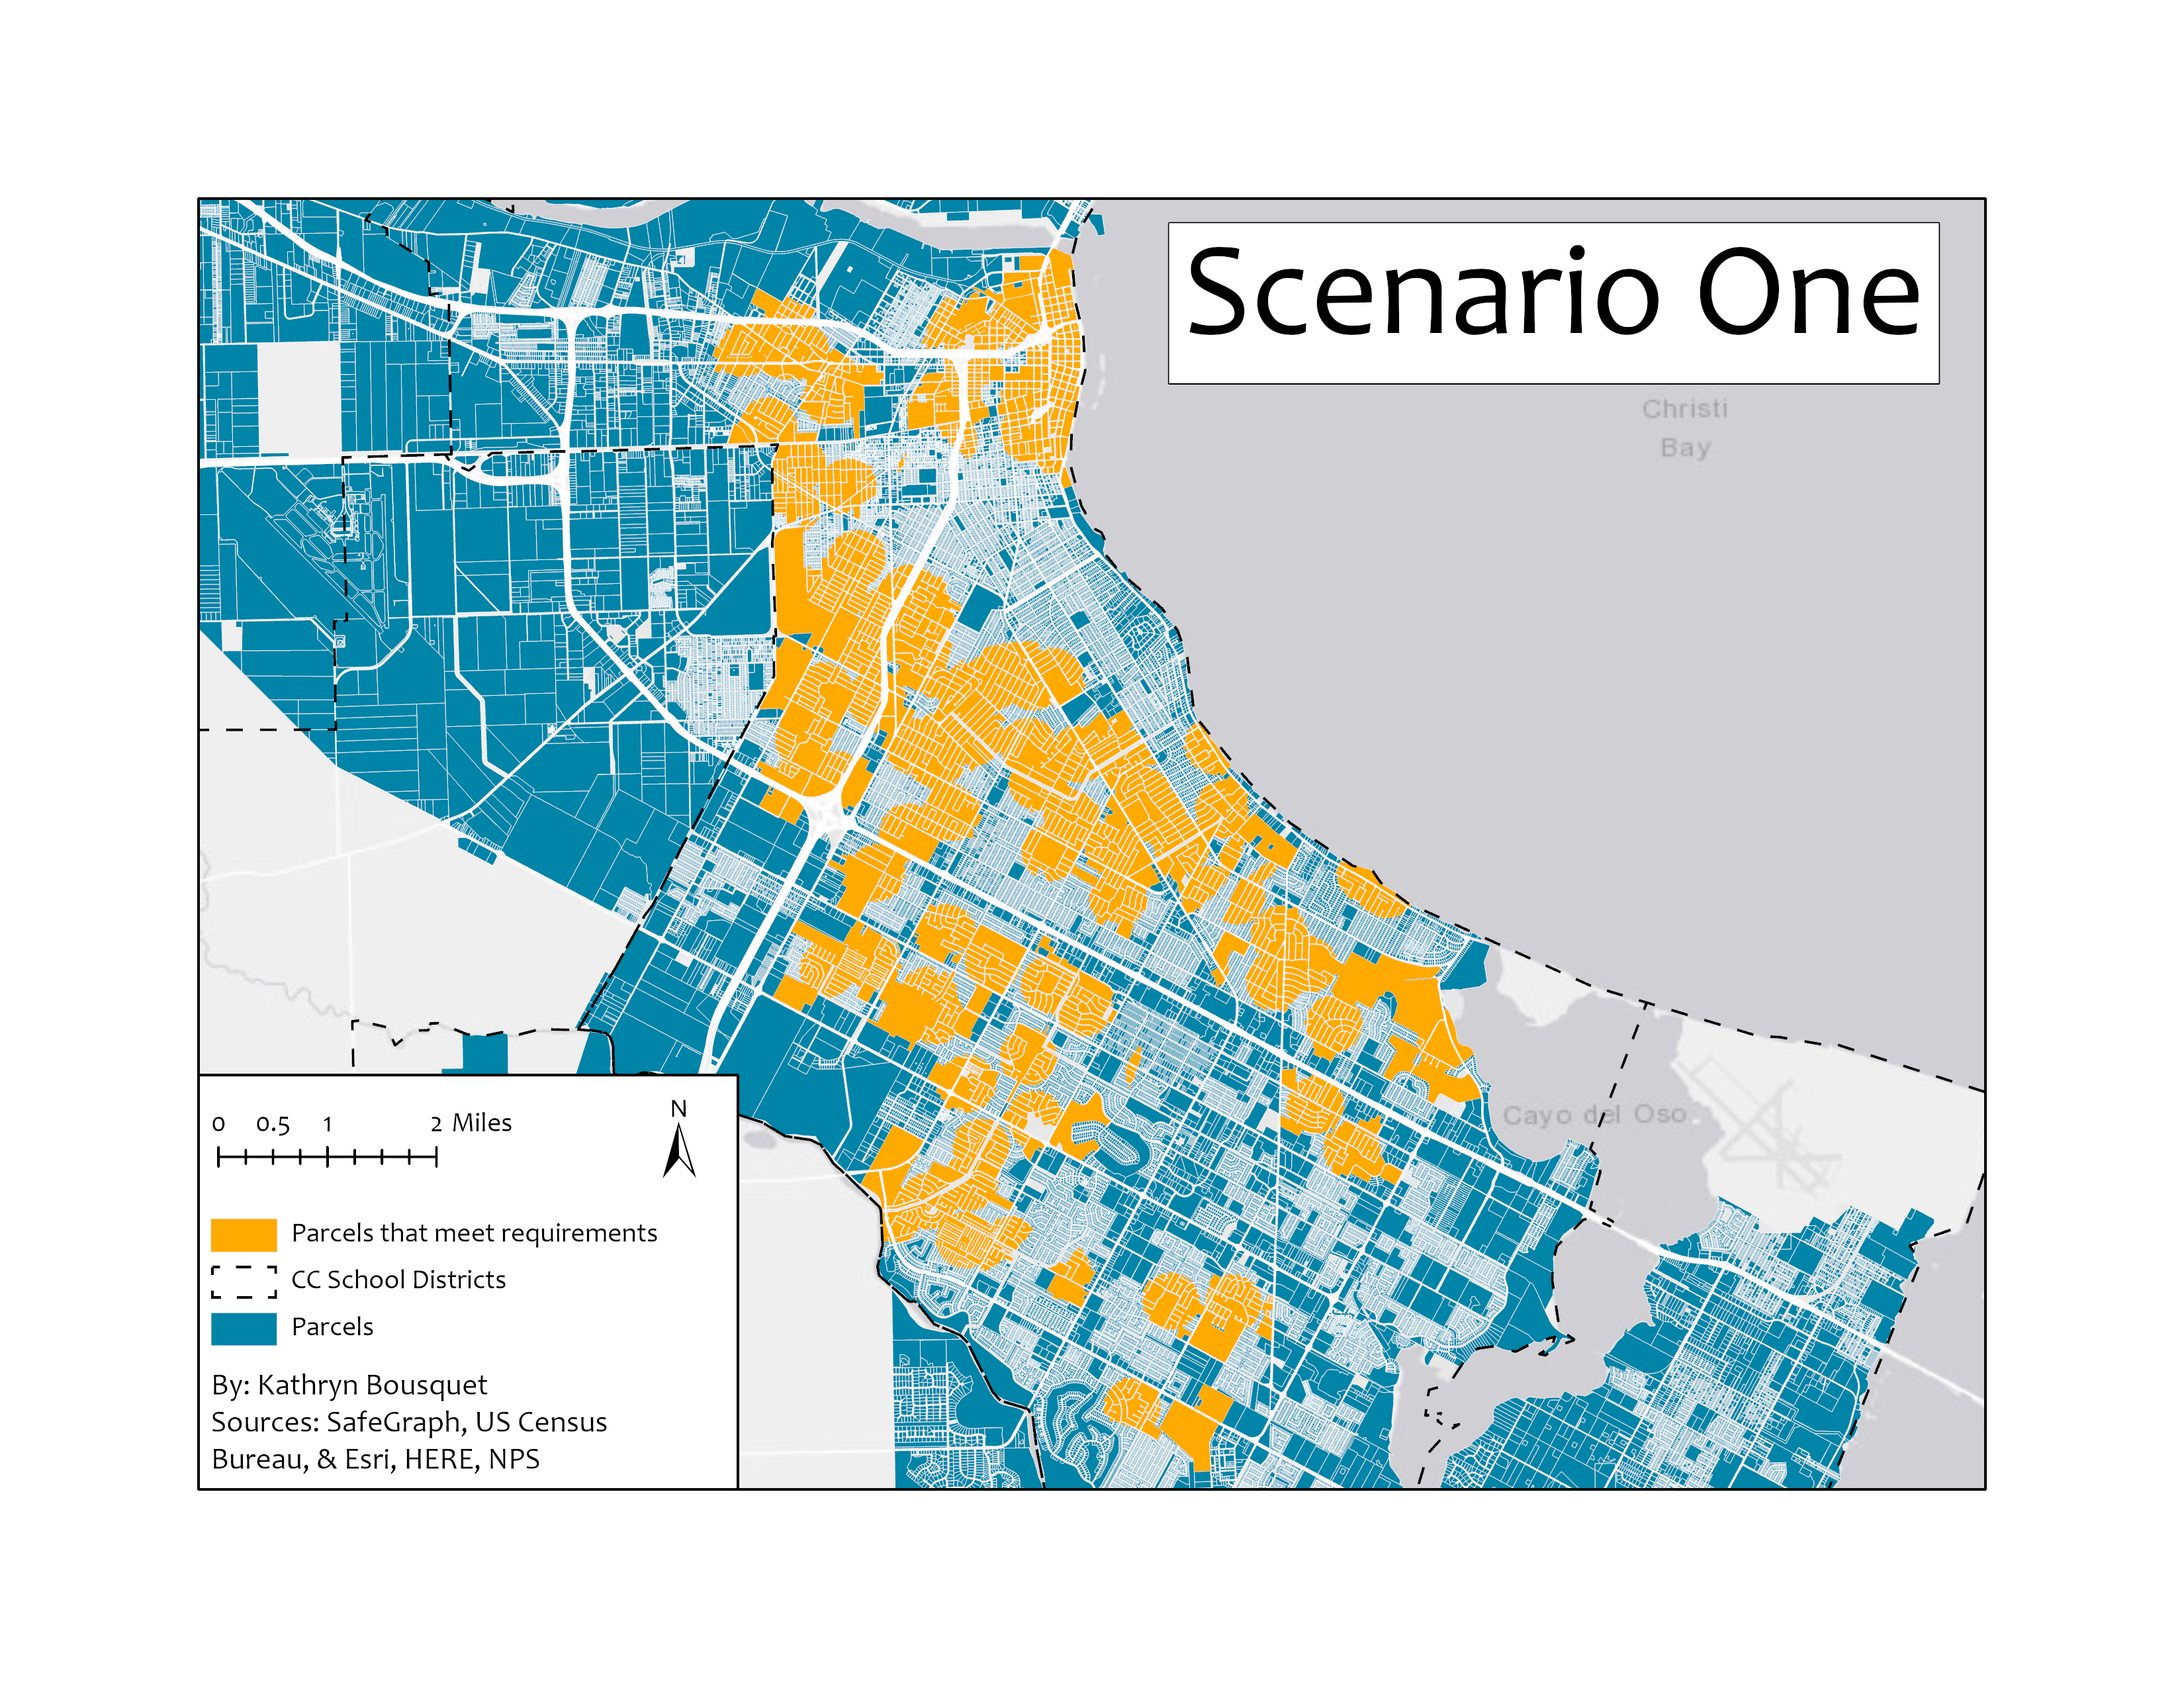 Scenario One
Christi
Bay
Cayo del Oso
0 0.5 1 2 Miles
N
Parcels that meet requirements
CC School Districts
Parcels
By: Kathryn Bousquet
Sources: SafeGraph, US Census
Bureau, & Esri, HERE, NPS